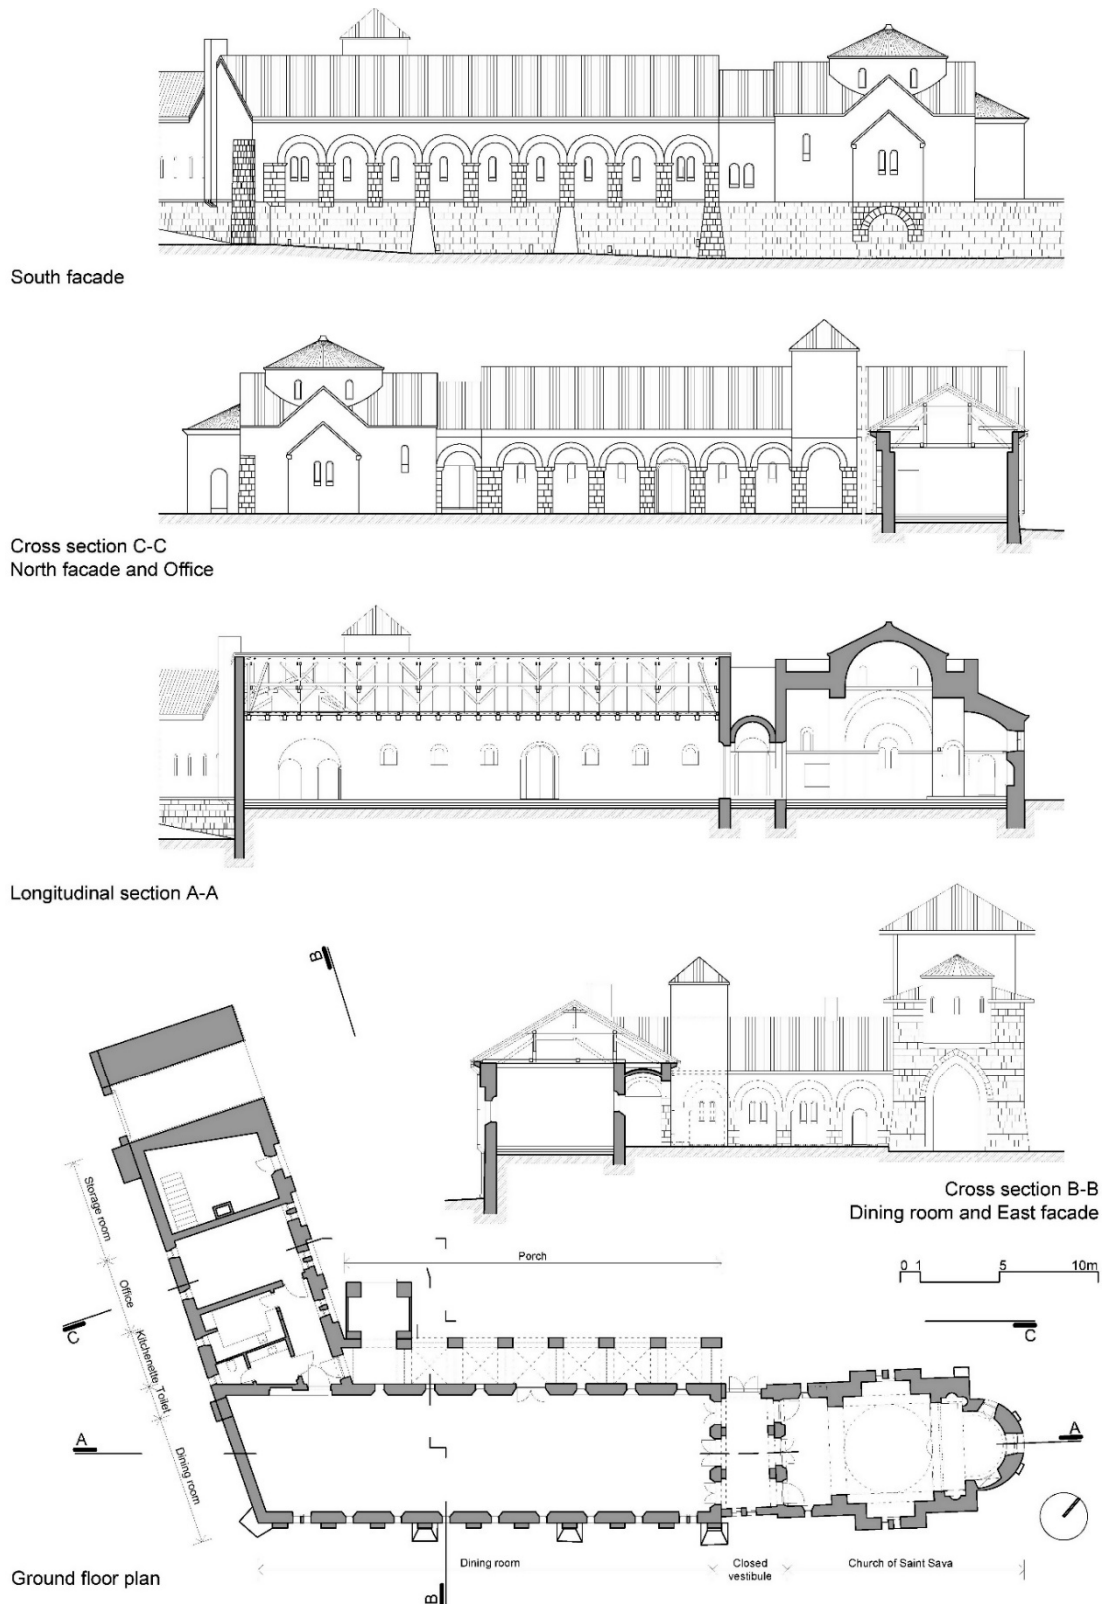 South facade
Cross section C-C
North facade and Office
Longitudinal section A-A
B
Cross section B-B
Dining room and East facade
Porch
0 1 5 10m
Storage room
Office
Kitchenette
Toilet
Dining room
C
C
A
A
Dining room
Closed
vestibule
Church of Saint Sava
Ground floor plan
B